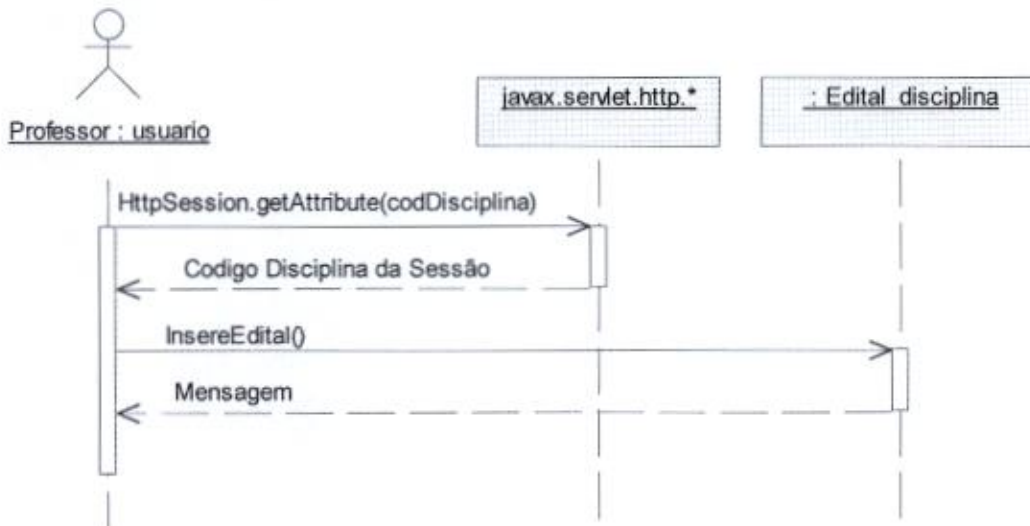 javax.servlet.http.*
: Edital disciplina
Professor : usuario
HttpSession.getAttribute(codDisciplina)
Codigo Disciplina da Sessão
InsereEdital()
Mensagem